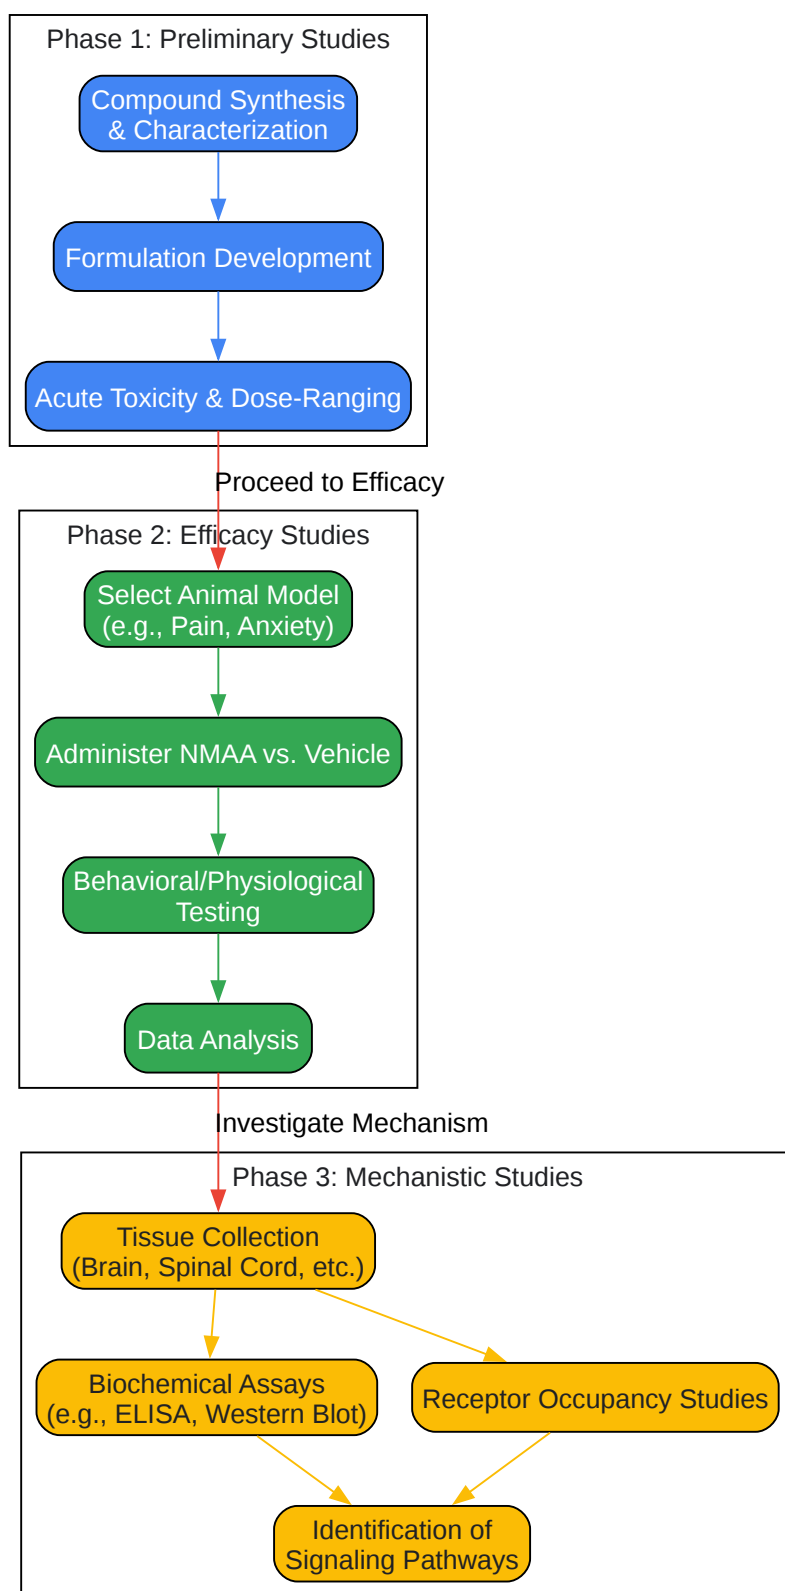 Phase 1: Preliminary Studies
Compound Synthesis
& Characterization
Formulation Development
Acute Toxicity & Dose-Ranging
Proceed to Efficacy
Phase 2: Efficacy Studies
Select Animal Model
(e.g., Pain, Anxiety)
Administer NMAA vs. Vehicle
Behavioral/Physiological
Testing
Data Analysis
Investigate Mechanism
Phase 3: Mechanistic Studies
Tissue Collection
(Brain, Spinal Cord, etc.)
Biochemical Assays
(e.g., ELISA, Western Blot)
Receptor Occupancy Studies
Identification of
Signaling Pathways